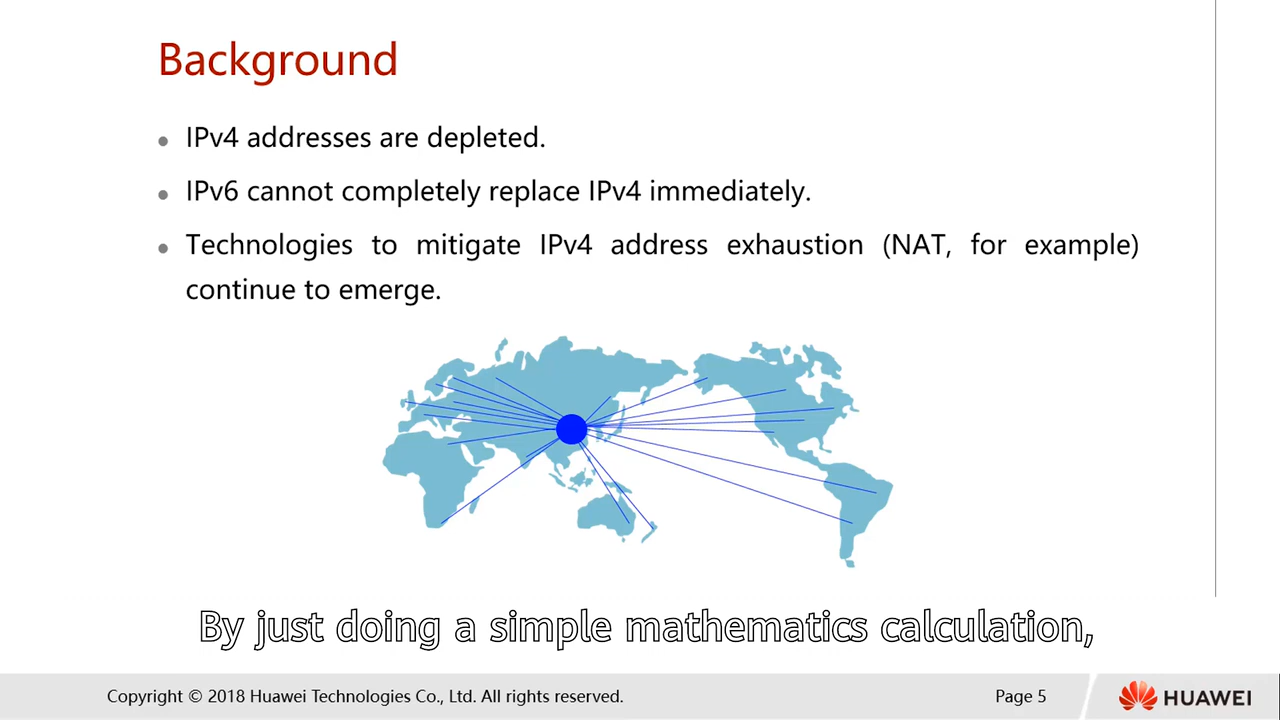 Background
IPv4 addresses are depleted.
IPv6 cannot completely replace IPv4 immediately.
Technologies to mitigate IPv4 address exhaustion (NAT, for example)
continue to emerge.
By just doing a simple mathematics calculation,
Copyright © 2018 Huawei Technologies Co., Ltd. All rights reserved.
Page 5
HUAWEI